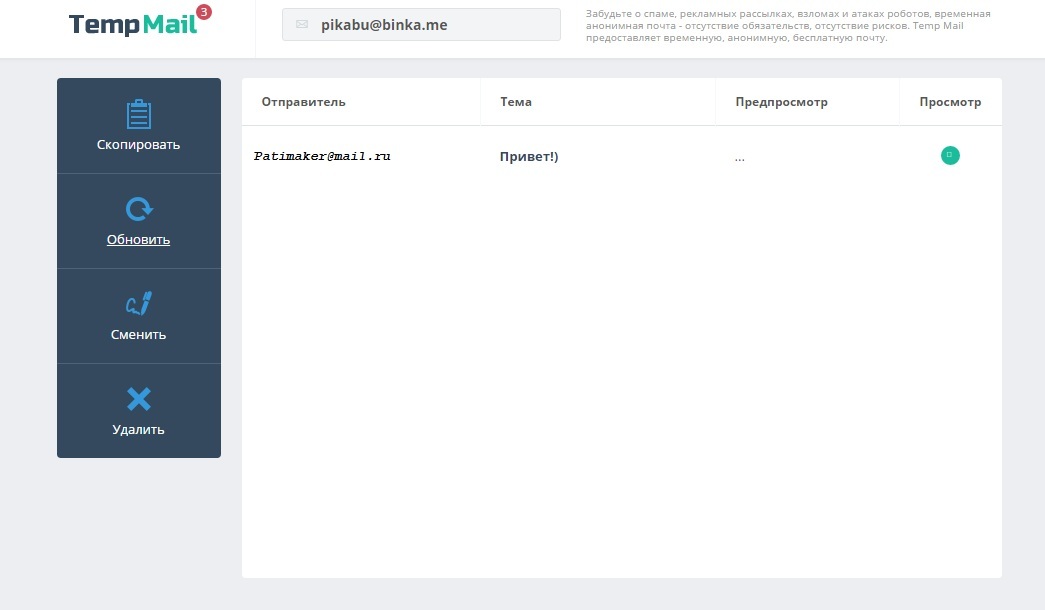 TempMail 3
pikabu@binka.me
Забудьте о спаме, рекламных рассылках, взломах и атаках роботов, временная
анонимная почта - отсутствие обязательств, отсутствие рисков. Temp Mail
предоставляет временную, анонимную, бесплатную почту.
Скопировать
Обновить
Сменить
Удалить
Отправитель Тема Предпросмотр Просмотр
Patimaker@mail.ru Привет!) ...